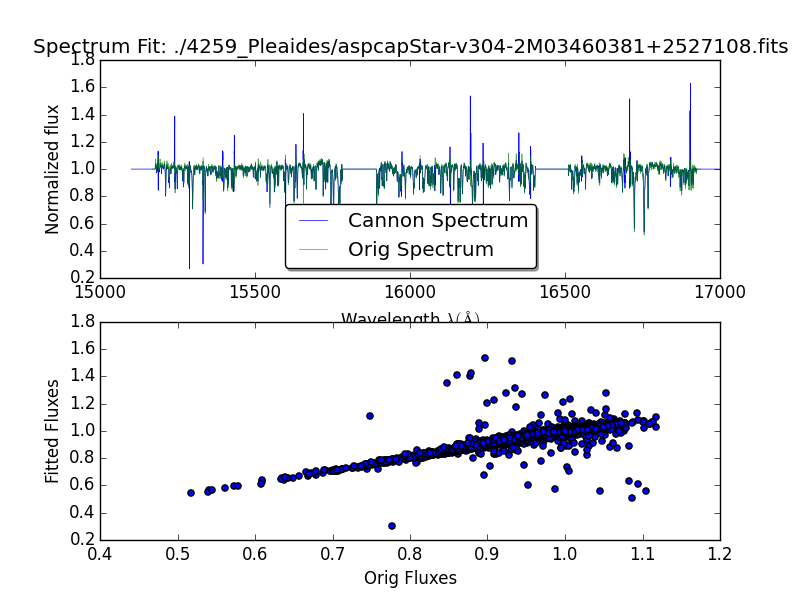 Spectrum Fit: ./4259_Pleaides/aspcapStar-v304-2M03460381+2527108.fits
1.8
1.6
1.4
1.2
1.0
0.8
0.6
0.4
0.2
Normalized flux
Cannon Spectrum
Orig Spectrum
15000 15500 16000 16500 17000
Wavelength λ(Å)
1.8
1.6
1.4
1.2
1.0
0.8
0.6
0.4
0.2
Fitted Fluxes
0.4 0.5 0.6 0.7 0.8 0.9 1.0 1.1 1.2
Orig Fluxes